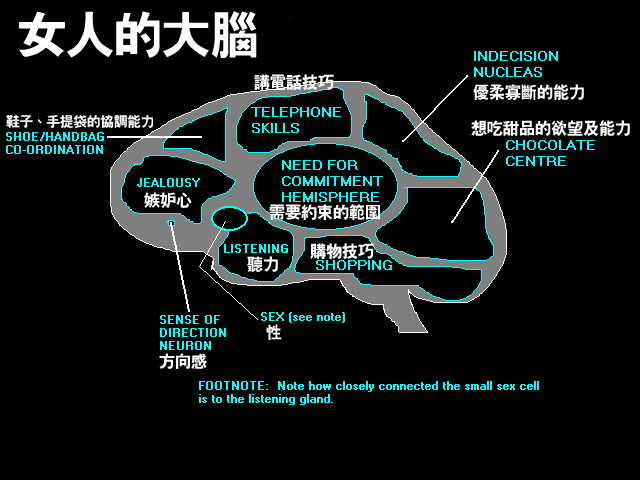 女人的大腦
INDECISION
NUCLEAS
優柔寡斷的能力
講電話技巧
TELEPHONE
SKILLS
鞋子、手提袋的協調能力
SHOE/HANDBAG
CO-ORDINATION
想吃甜品的欲望及能力
CHOCOLATE
CENTRE
NEED FOR
COMMITMENT
HEMISPHERE
需要約束的範圍
JEALOUSY
嫉妒心
LISTENING
聽力
購物技巧
SHOPPING
SENSE OF
DIRECTION
NEURON
方向感
SEX (see note)
性
FOOTNOTE: Note how closely connected the small sex cell
is to the listening gland.